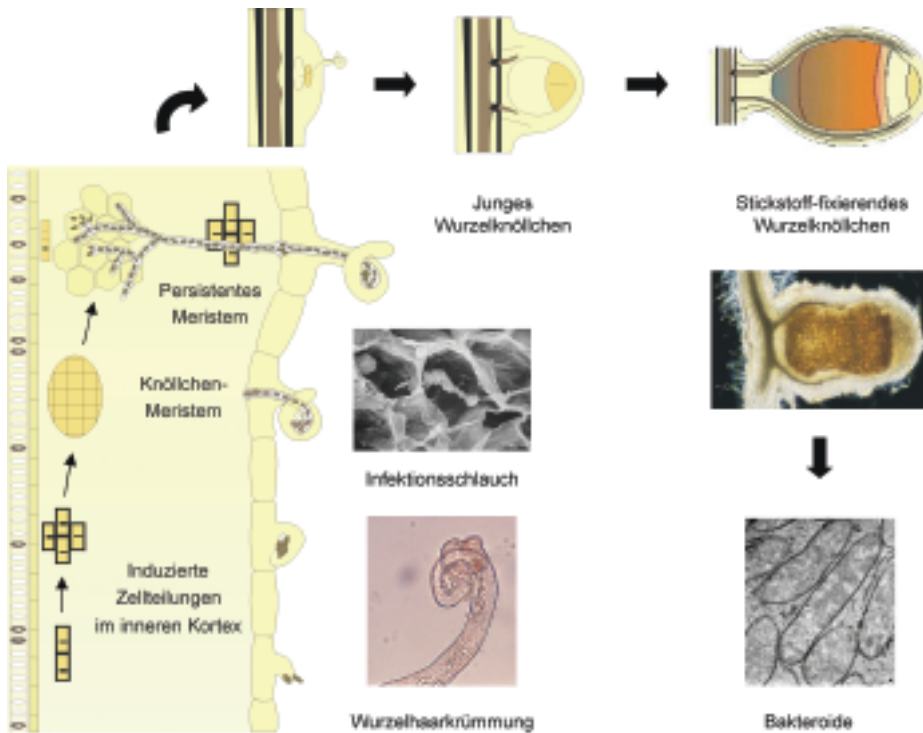 Junges
Wurzelknöllchen
Stickstoff-fixierendes
Wurzelknöllchen
Persistentes
Meristem
Knöllchen-
Meristem
Infektionsschlauch
Induzierte
Zellteilungen
im inneren Kortex
Wurzelhaarkrümmung
Bakteroide